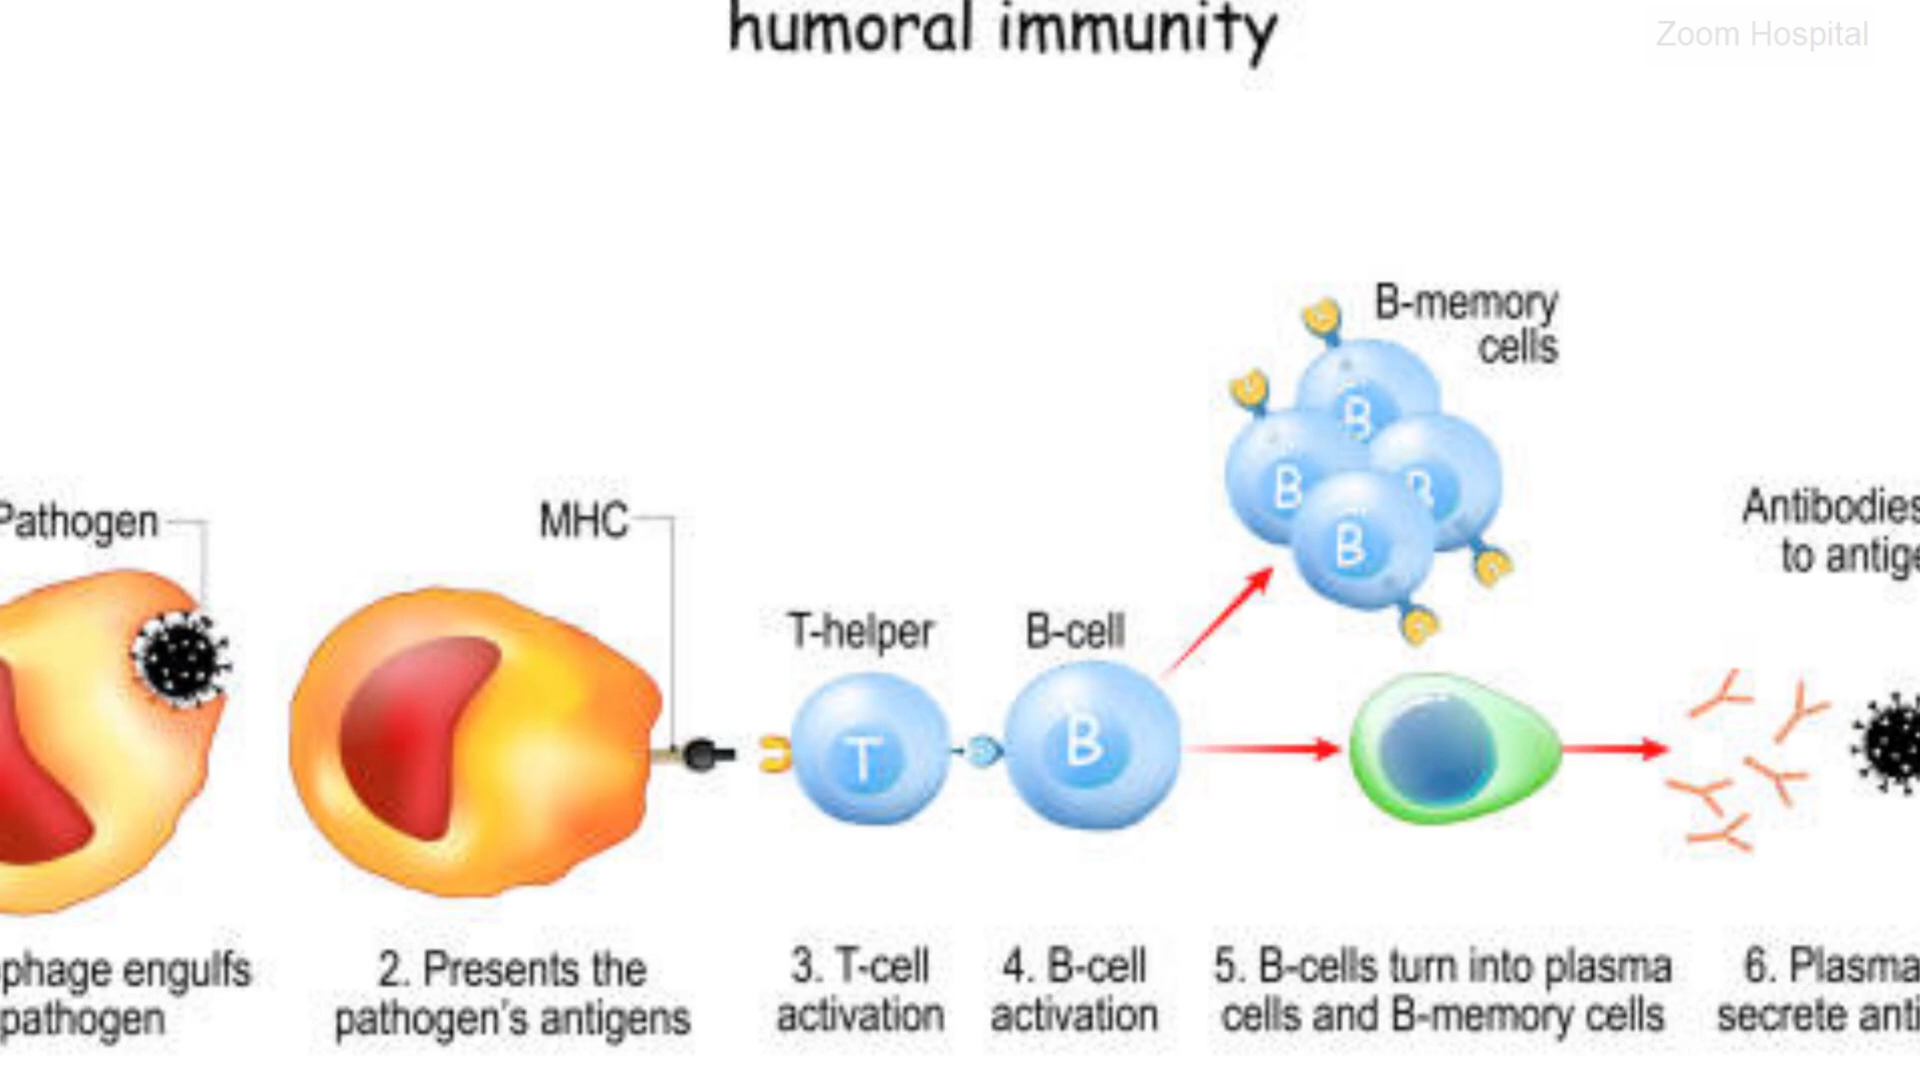 humoral immunity
Zoom Hospital
B-memory
cells
Pathogen
MHC
Antibodies
to antige
T-helper
B-cell
B
B
B
B
T
B
phage engulfs
pathogen
2. Presents the
pathogen's antigens
3. T-cell
activation
4. B-cell
activation
5. B-cells turn into plasma
cells and B-memory cells
6. Plasma
secrete anti